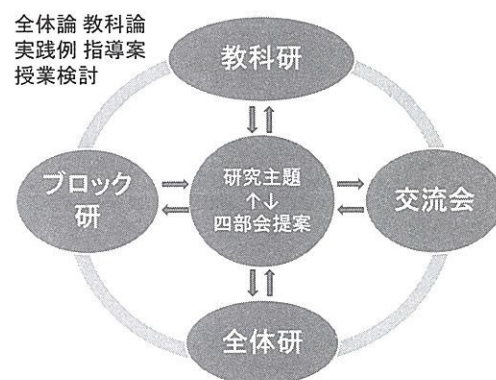 全体論 教科論
実践例 指導案
授業検討
教科研
ブロック
研
研究主題
↑↓
四部会提案
交流会
全体研